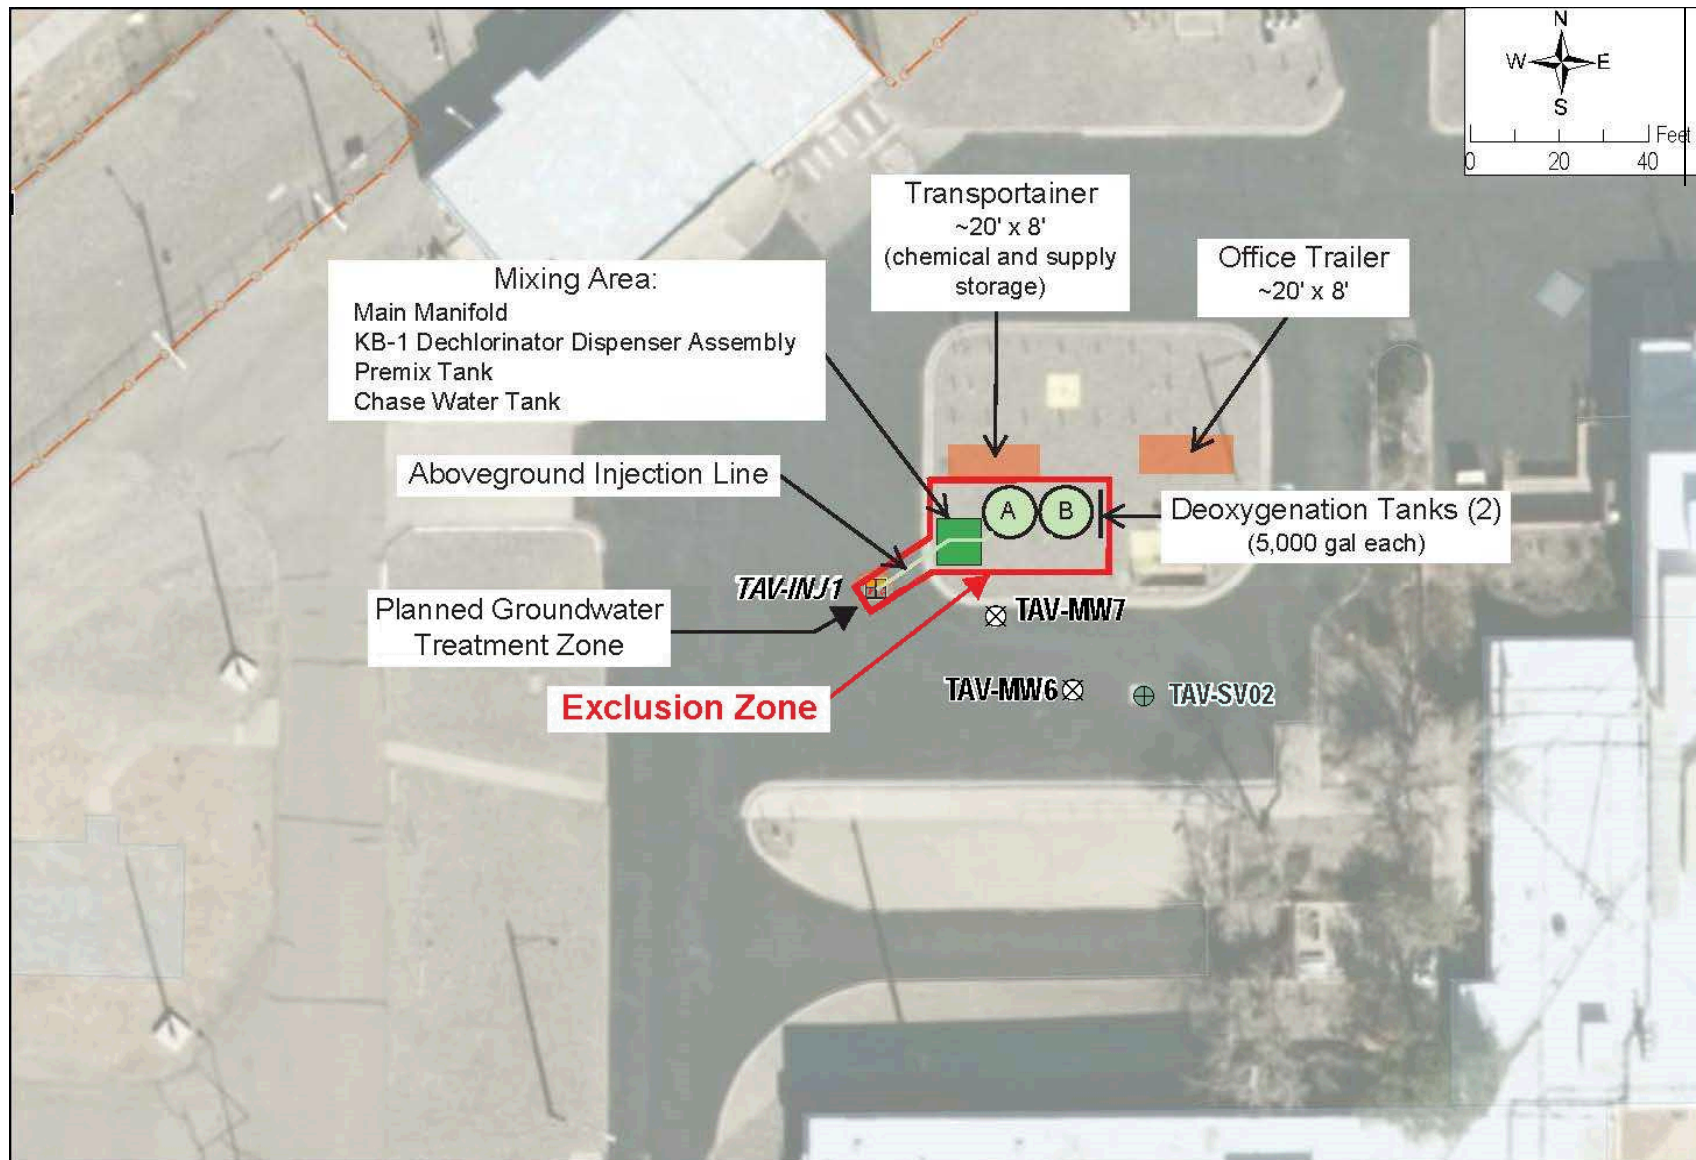 N
W E
S
Feet
0 20 40
Transportainer
~20' x 8'
(chemical and supply
storage)
Office Trailer
~20' x 8'
Mixing Area:
Main Manifold
KB-1 Dechlorinator Dispenser Assembly
Premix Tank
Chase Water Tank
Aboveground Injection Line
A B
Deoxygenation Tanks (2)
(5,000 gal each)
TAV-INJ1
Planned Groundwater
Treatment Zone
TAV-MW7
Exclusion Zone
TAV-MW6
TAV-SV02